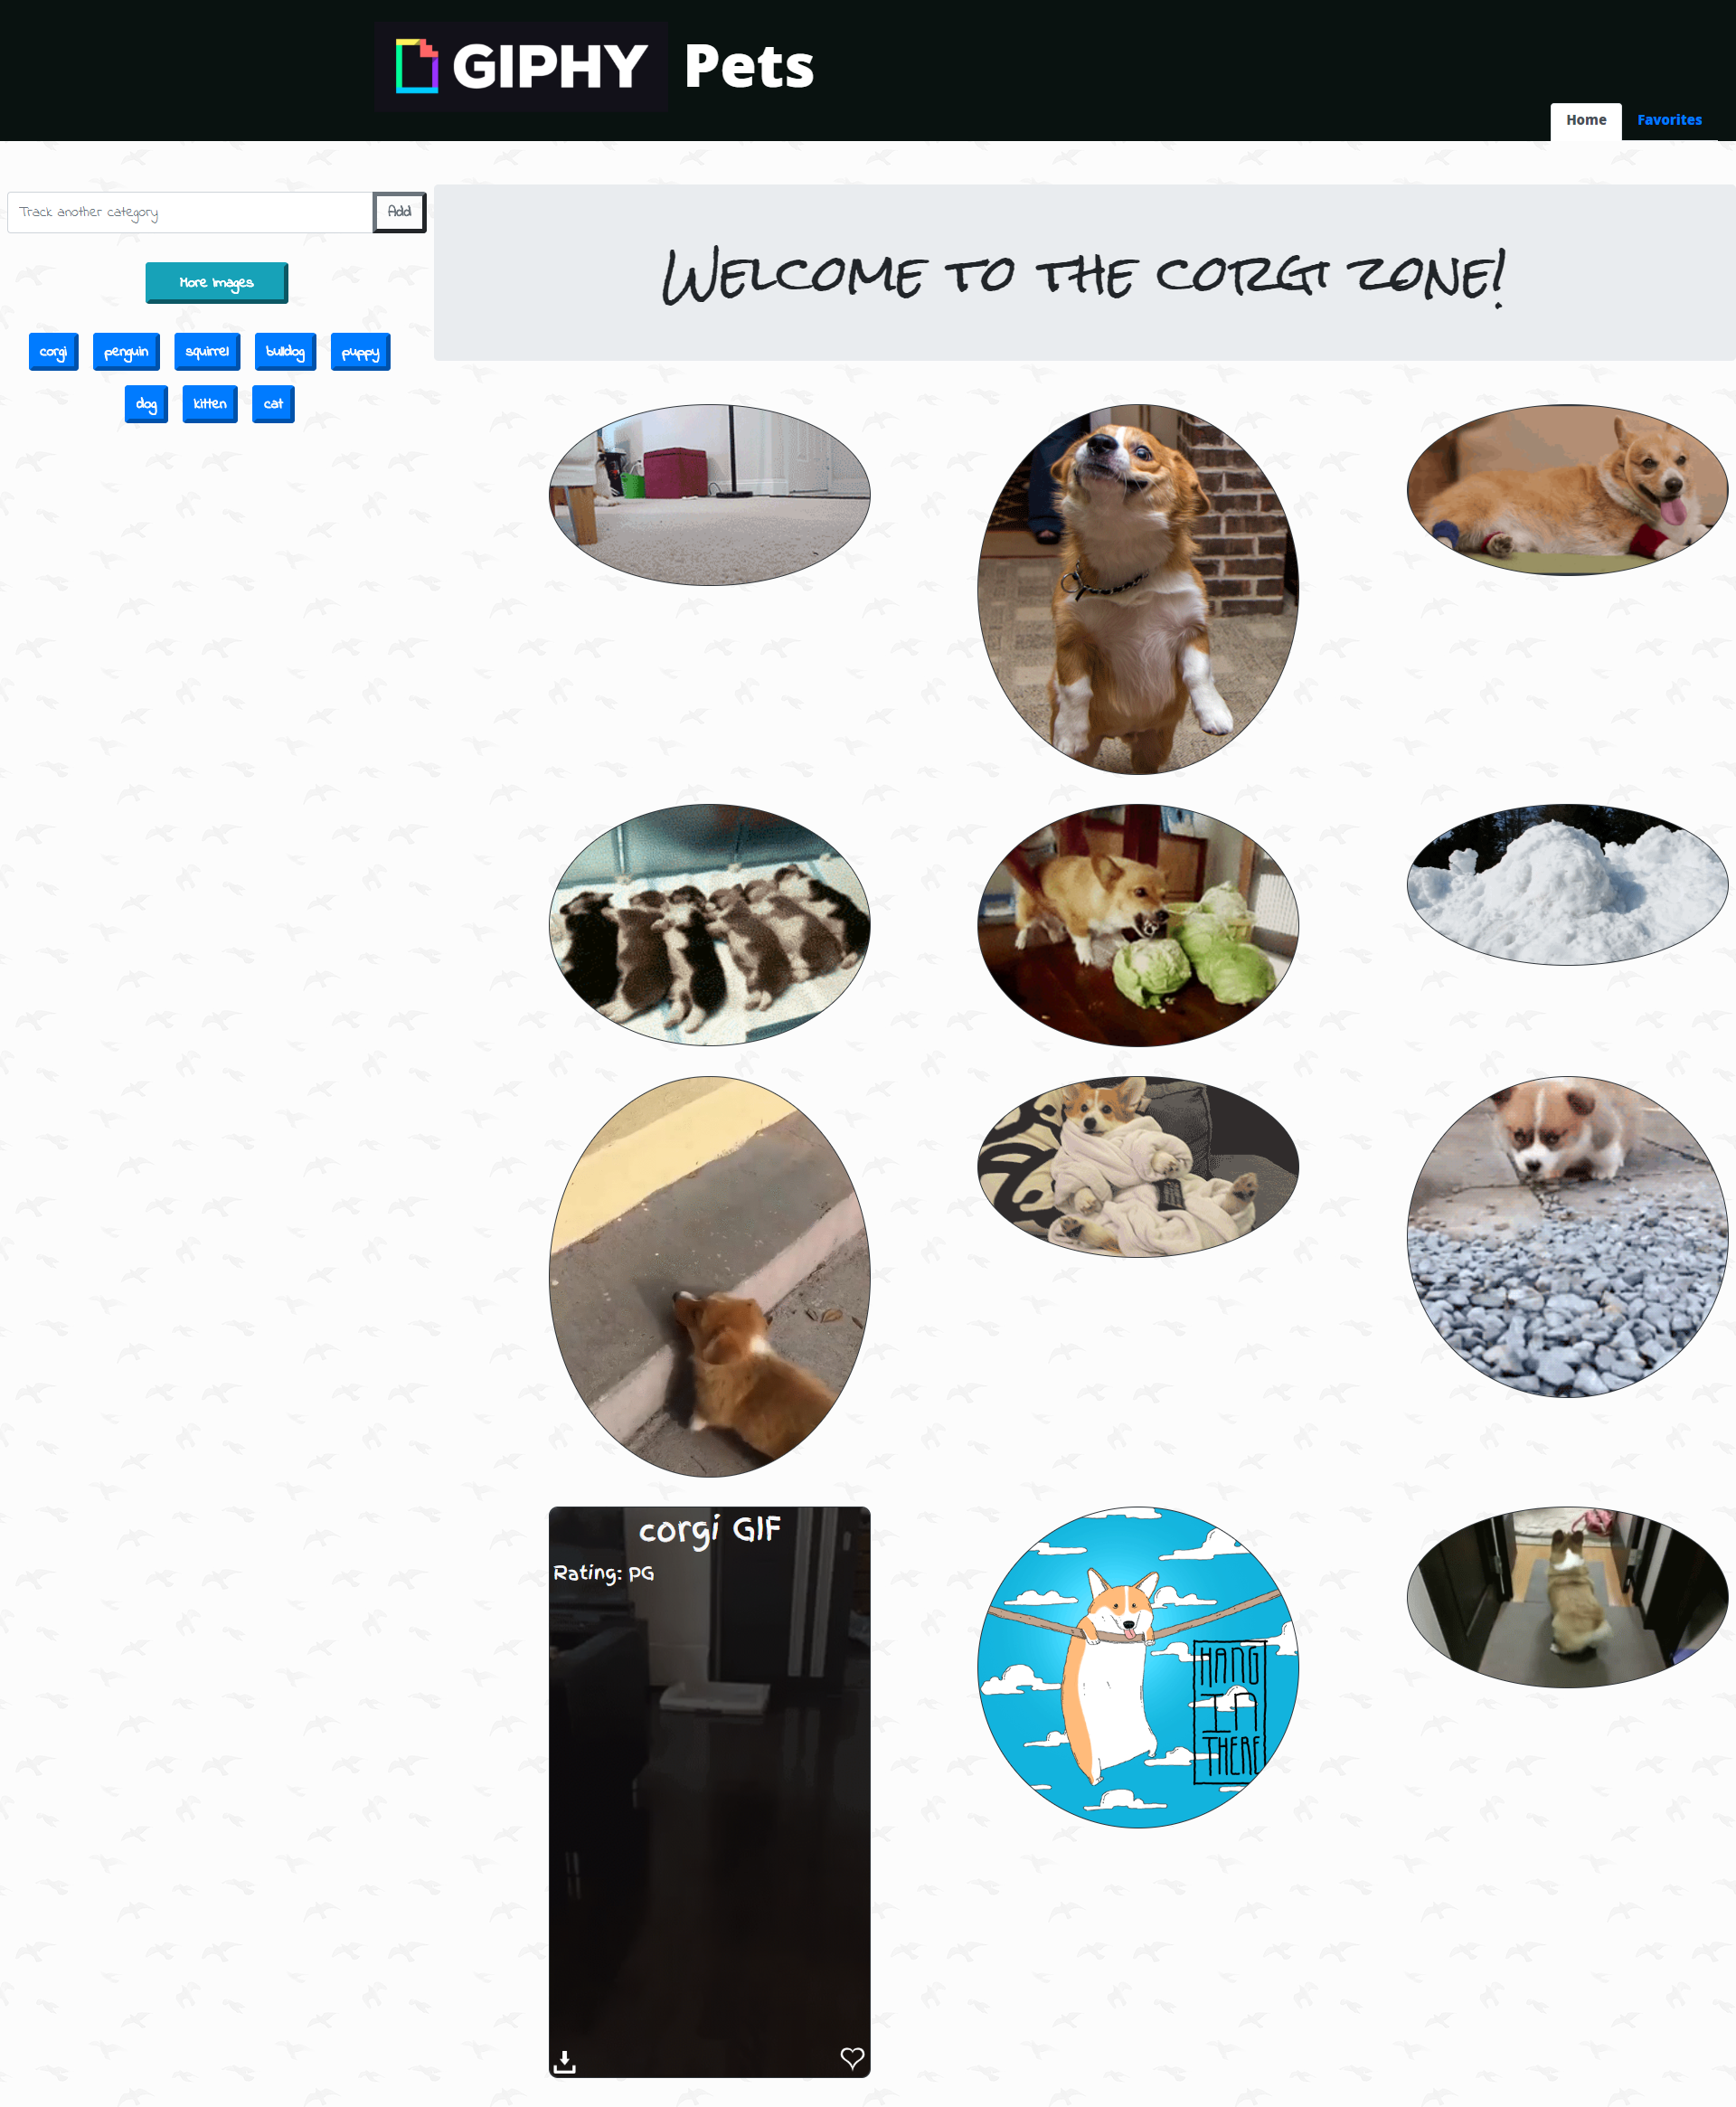 GIPHY Pets
Home Favorites
Track another category Add
More Images
corgi penguin squirrel bulldog puppy
dog kitten cat
Welcome to the corgi zone!
corgi GIF
Rating: PG
HANG
IN
THERE